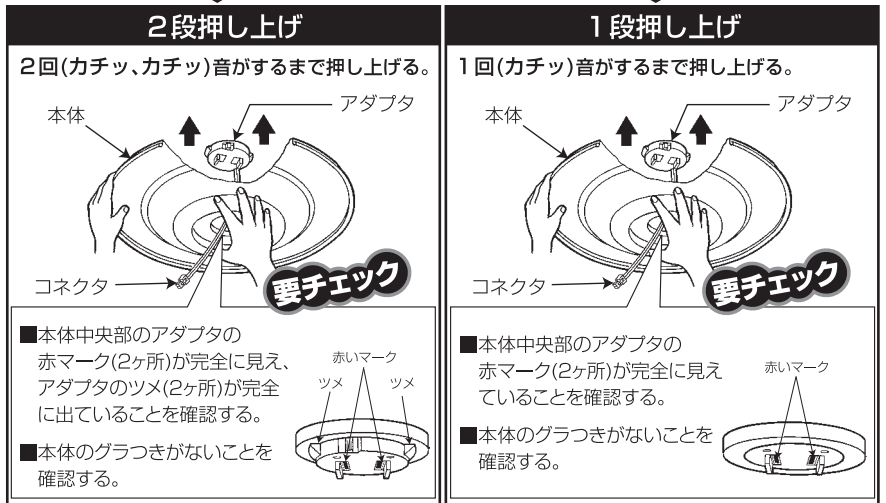 2段押し上げ
2回(カチッ、カチッ)音がするまで押し上げる。
本体
アダプタ
コネクタ
要チェック
■本体中央部のアダプタの
赤マーク(2ヶ所)が完全に見え、
アダプタのツメ(2ヶ所)が完全
に出ていることを確認する。
■本体のグラつきがないことを
確認する。
赤いマーク
ツメ
ツメ
1段押し上げ
1回(カチッ)音がするまで押し上げる。
本体
アダプタ
コネクタ
要チェック
■本体中央部のアダプタの
赤マーク(2ヶ所)が完全に見え
ていることを確認する。
■本体のグラつきがないことを
確認する。
赤いマーク